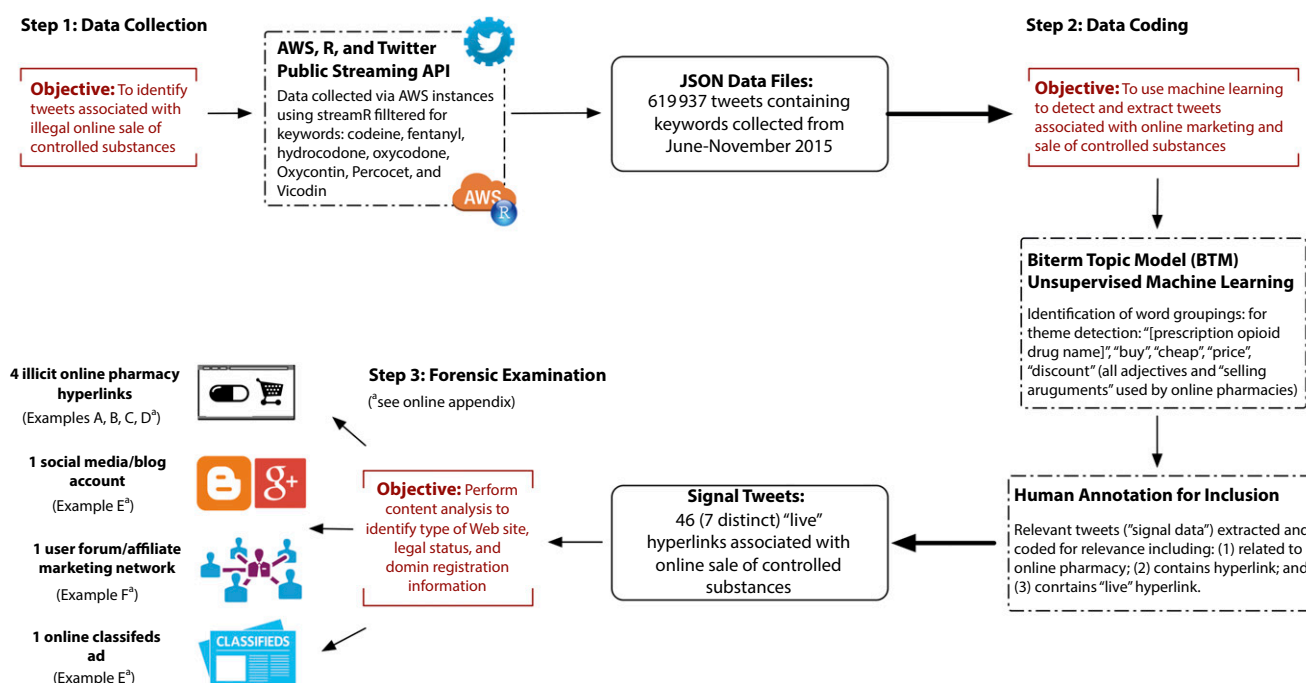 Step 1: Data Collection
Objective: To identify
tweets associated with
illegal online sale of
controlled substances
AWS, R, and Twitter
Public Streaming API
Data collected via AWS instances
using streamR filltered for
keywords: codeine, fentanyl,
hydrocodone, oxycodone,
Oxycontin, Percocet, and
Vicodin
AWS
R
JSON Data Files:
619 937 tweets containing
keywords collected from
June-November 2015
Step 2: Data Coding
Objective: To use machine learning
to detect and extract tweets
associated with online marketing and
sale of controlled substances
Biterm Topic Model (BTM)
Unsupervised Machine Learning
Identification of word groupings: for
theme detection: “[prescription opioid
drug name]”, “buy”, “cheap”, “price”,
“discount” (all adjectives and “selling
aruguments” used by online pharmacies)
Human Annotation for Inclusion
Relevant tweets (”signal data”) extracted and
coded for relevance including: (1) related to
online pharmacy; (2) contains hyperlink; and
(3) conrtains “live” hyperlink.
Signal Tweets:
46 (7 distinct) “live”
hyperlinks associated with
online sale of controlled
substances
Step 3: Forensic Examination
(ᵃsee online appendix)
Objective: Perform
content analysis to
identify type of Web site,
legal status, and
domin registration
information
4 illicit online pharmacy
hyperlinks
(Examples A, B, C, Dᵃ)
1 social media/blog
account
(Example Eᵃ)
g+
1 user forum/affiliate
marketing network
(Example Fᵃ)
1 online classifeds
ad
(Example Eᵃ)
CLASSIFIEDS